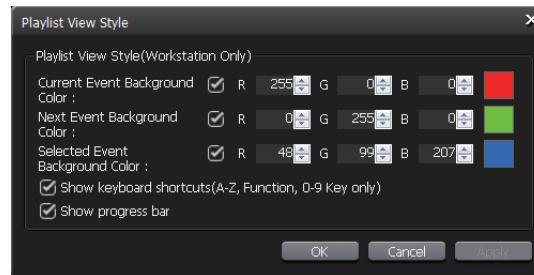 Playlist View Style
Playlist View Style(Workstation Only)
Current Event Background Color : R 255 G 0 B 0
Next Event Background Color : R 0 G 255 B 0
Selected Event Background Color : R 48 G 99 B 207
Show keyboard shortcuts(A-Z, Function, 0-9 Key only)
Show progress bar
OK Cancel Apply